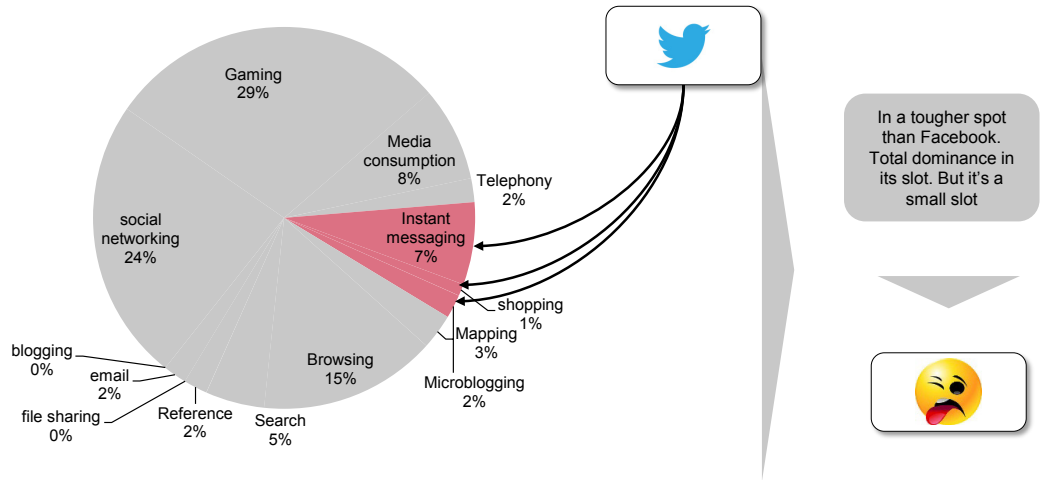 Gaming
29%
Media
consumption
8%
Telephony
2%
Instant
messaging
7%
shopping
1%
Mapping
3%
Microblogging
2%
Browsing
15%
Search
5%
Reference
2%
file sharing
0%
email
2%
blogging
0%
social
networking
24%
In a tougher spot
than Facebook.
Total dominance in
its slot. But it's a
small slot